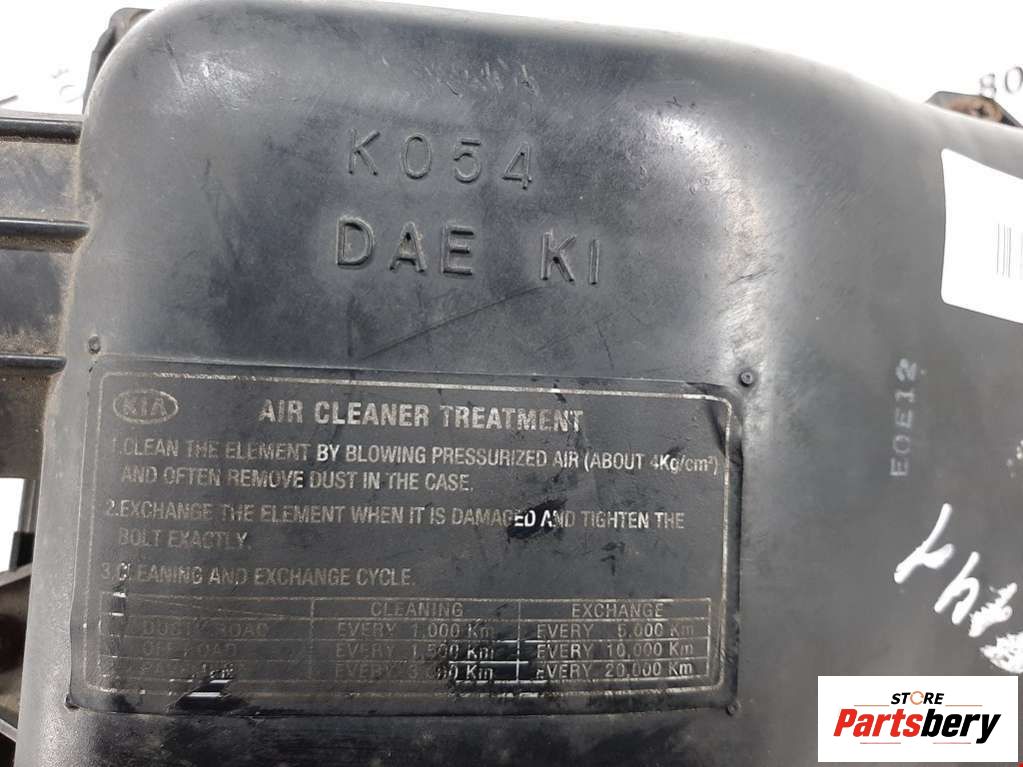 K054
DAE KI
KIA AIR CLEANER TREATMENT
1.CLEAN THE ELEMENT BY BLOWING PRESSURIZED AIR (ABOUT 4Kg/cm²)
AND OFTEN REMOVE DUST IN THE CASE.
2.EXCHANGE THE ELEMENT WHEN IT IS DAMAGED AND TIGHTEN THE
BOLT EXACTLY.
3.CLEANING AND EXCHANGE CYCLE.
CLEANING EXCHANGE
EVERY 1,000 Km EVERY 5,000 Km
EVERY 1,500 Km EVERY 10,000 Km
EVERY Km EVERY 20,000 Km
E0E12
80
STORE
Partsbery